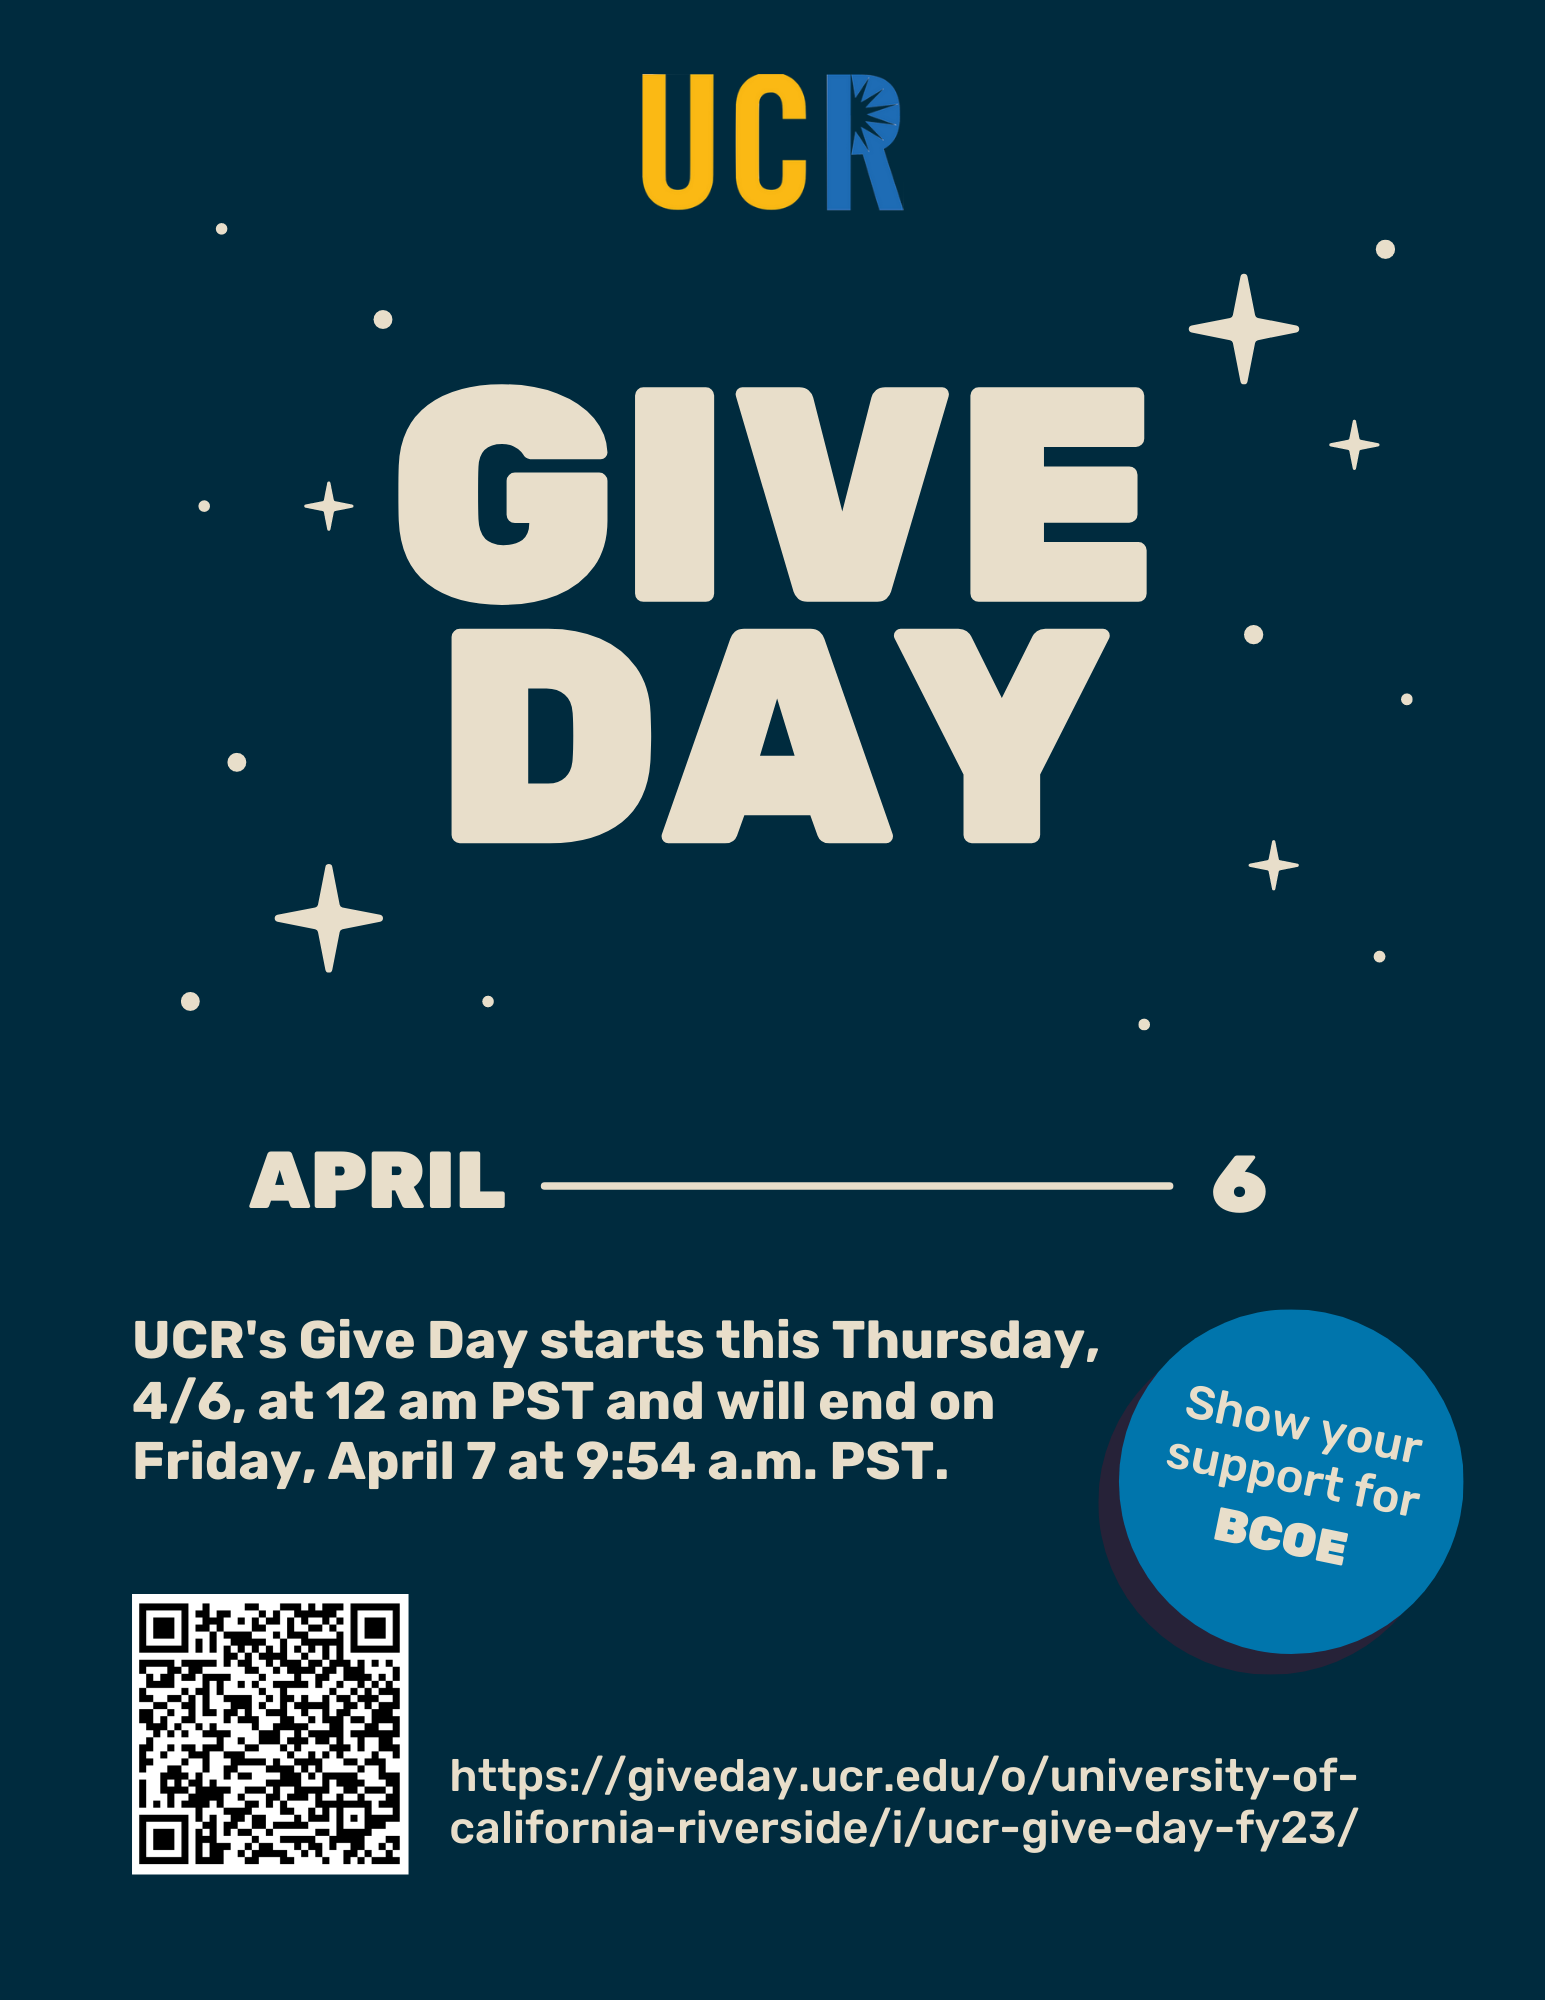 UCR
GIVE
DAY
APRIL 6
UCR's Give Day starts this Thursday,
4/6, at 12 am PST and will end on
Friday, April 7 at 9:54 a.m. PST.
Show your
support for
BCOE
https://giveday.ucr.edu/o/university-of-
california-riverside/i/ucr-give-day-fy23/